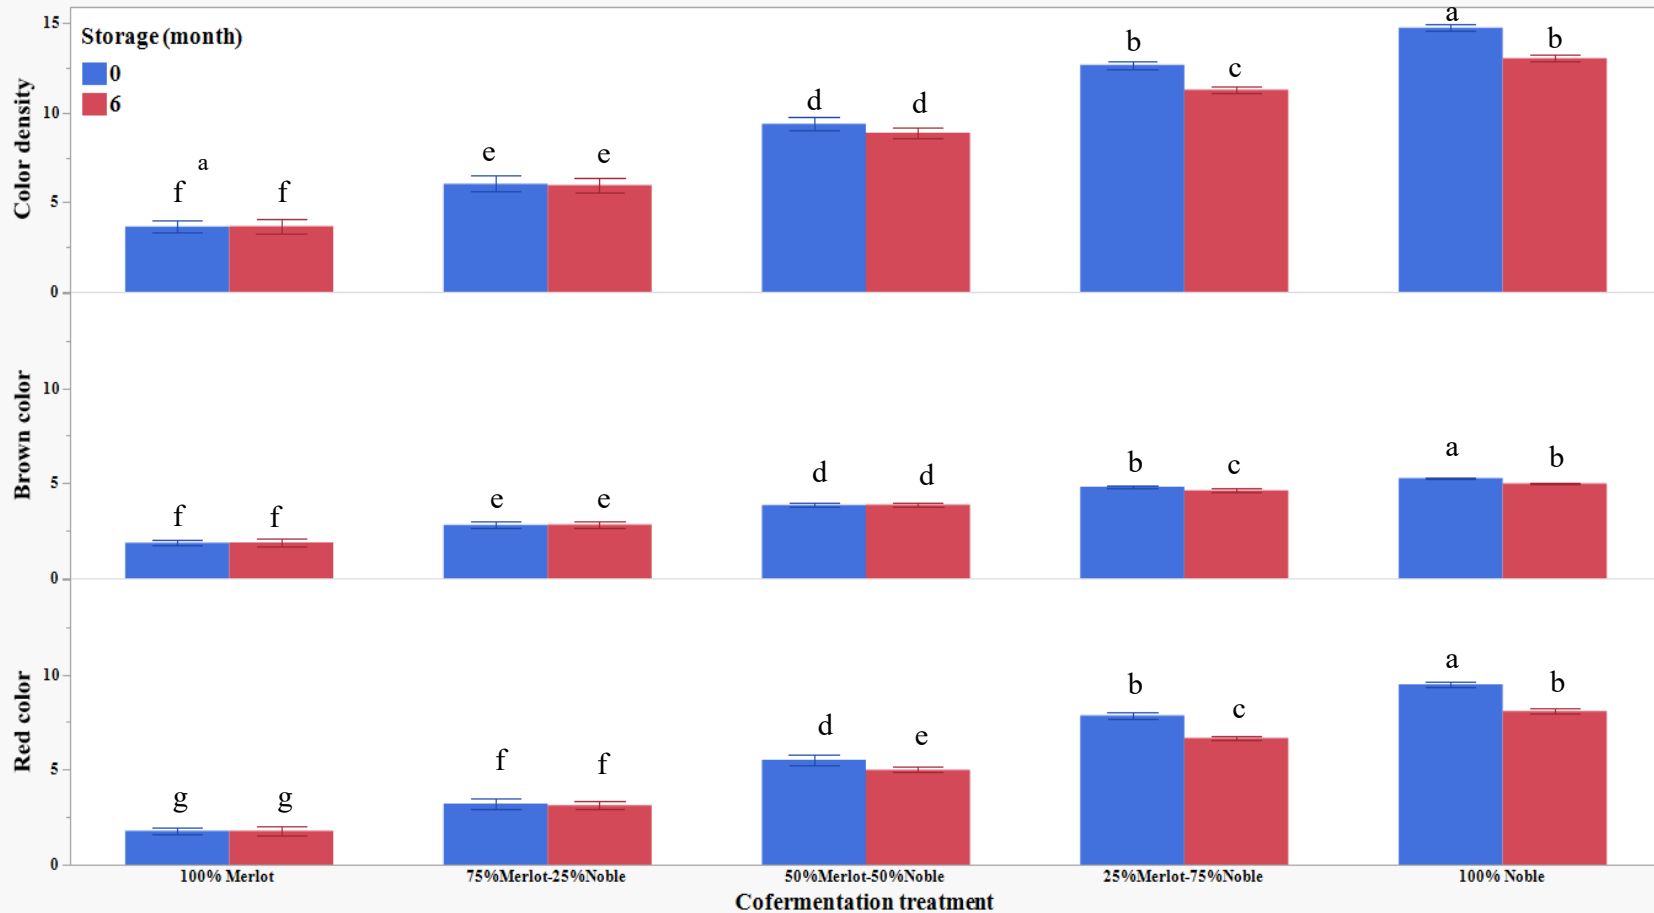 Storage (month)
0
6
Color density
15
10
5
0
f
a
f
e
e
d
d
b
c
a
b
Brown color
10
5
0
f
f
e
e
d
d
b
c
a
b
Red color
10
5
0
g
g
f
f
d
e
b
c
a
b
100% Merlot
75%Merlot-25%Noble
50%Merlot-50%Noble
25%Merlot-75%Noble
100% Noble
Cofermentation treatment